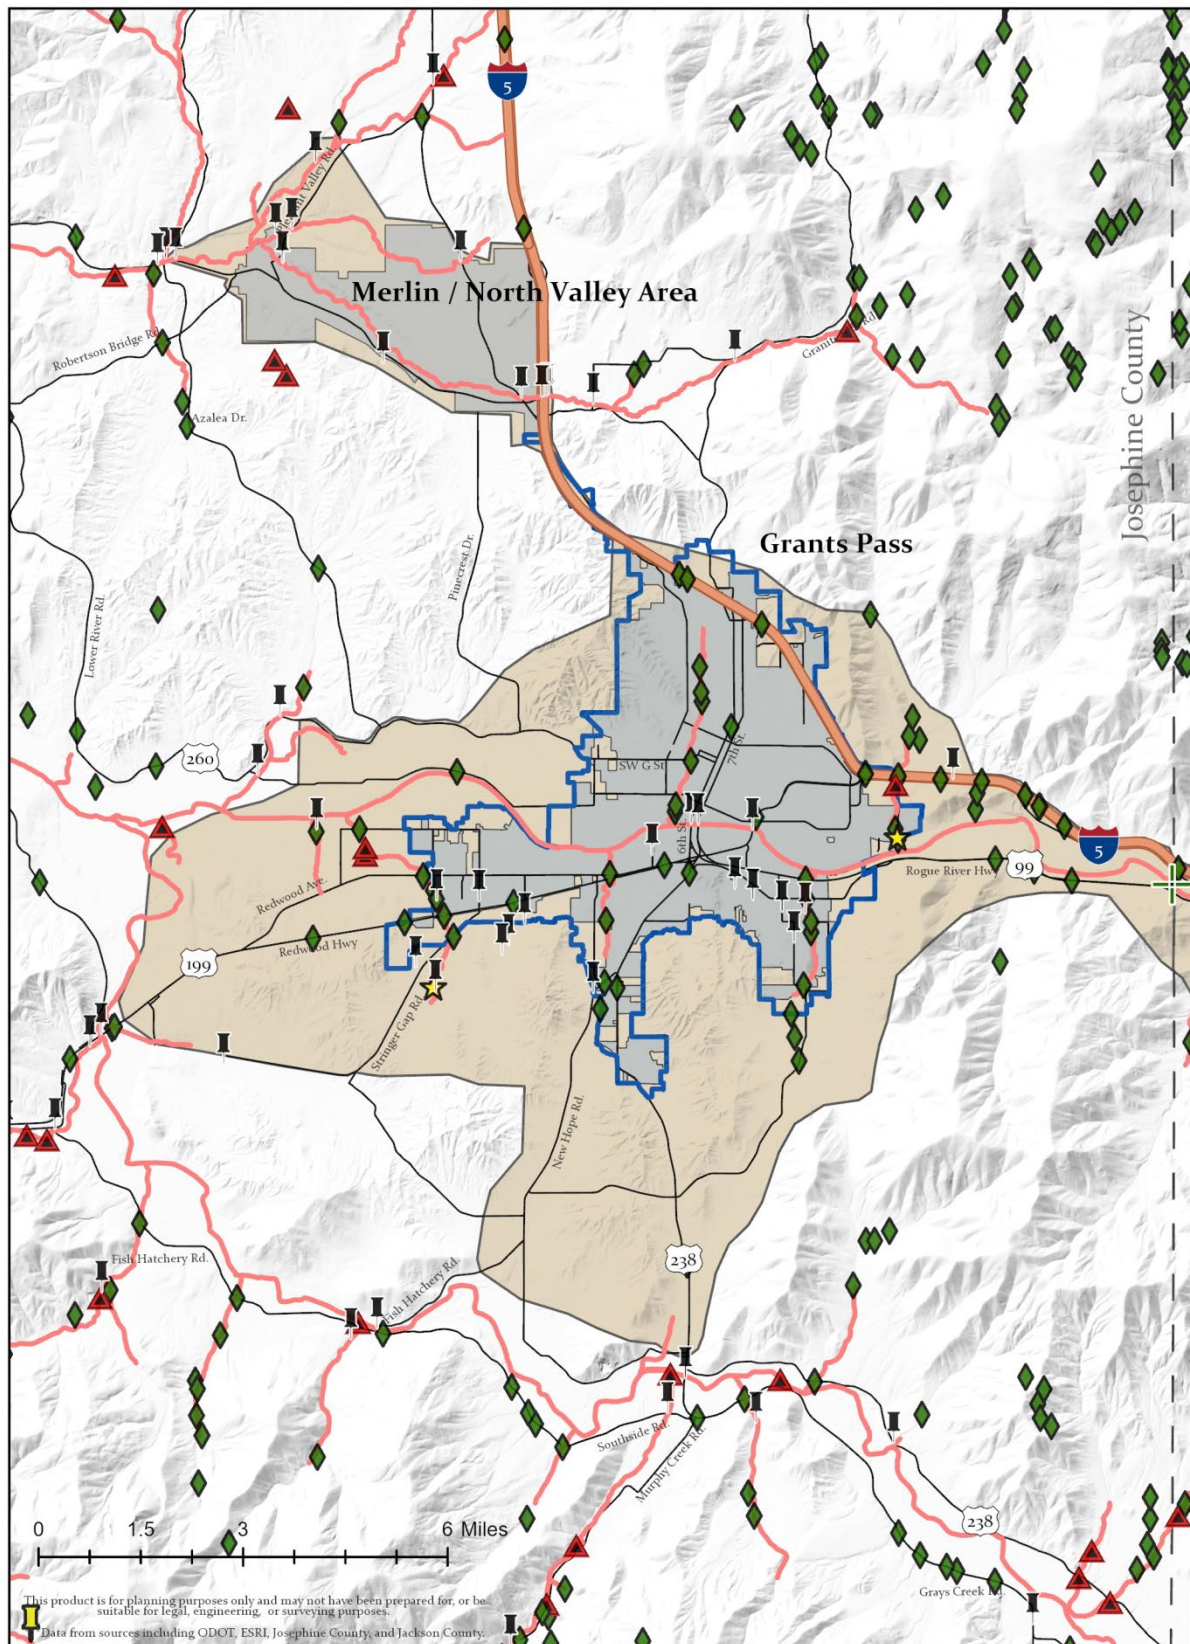 5
Pleasant Valley Rd.
Merlin / North Valley Area
Robertson Bridge Rd.
Azalea Dr.
Josephine County
Grants Pass
Pinecrest Dr.
Lower River Rd.
260
SW G St.
7th St.
6th St.
5
99
Rogue River Hwy
Redwood Ave.
Redwood Hwy
199
Stringer Gap Rd.
New Hope Rd.
238
Fish Hatchery Rd.
Fish Hatchery Rd.
Southside Rd.
Murphy Creek Rd.
238
Grays Creek Rd.
0 1.5 3 6 Miles
This product is for planning purposes only and may not have been prepared for, or be
suitable for legal, engineering, or surveying purposes.
Data from sources including ODOT, ESRI, Josephine County, and Jackson County.